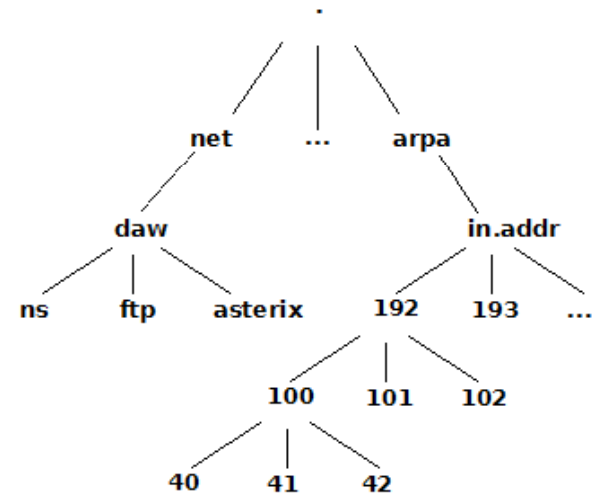 .
net ... arpa
daw in.addr
ns ftp asterix 192 193 ...
100 101 102
40 41 42